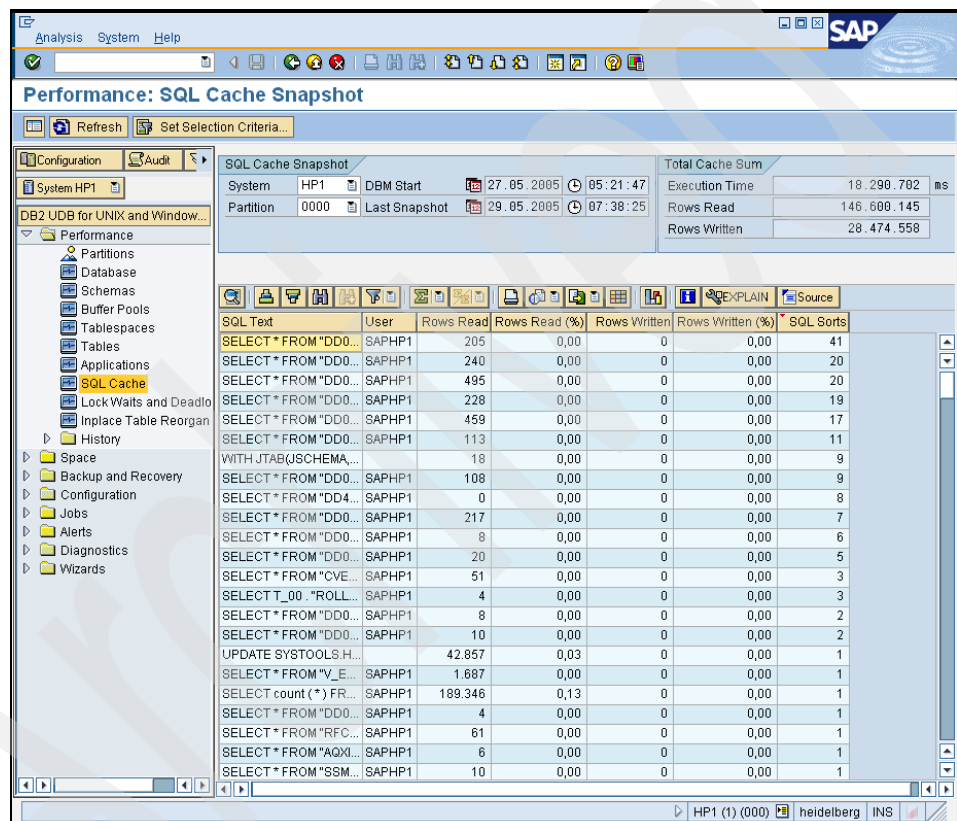 Analysis System Help
SAP
Performance: SQL Cache Snapshot
Refresh Set Selection Criteria...
Configuration Audit
System HP1
DB2 UDB for UNIX and Window...
Performance
Partitions
Database
Schemas
Buffer Pools
Tablespaces
Tables
Applications
SQL Cache
Lock Waits and Deadlo
Inplace Table Reorgan
History
Space
Backup and Recovery
Configuration
Jobs
Alerts
Diagnostics
Wizards
SQL Cache Snapshot
System HP1 DBM Start 27.05.2005 05:21:47
Partition 0000 Last Snapshot 29.05.2005 07:38:25
Total Cache Sum
Execution Time 18.290.702 ms
Rows Read 146.600.145
Rows Written 28.474.558
EXPLAIN Source
SQL Text User Rows Read Rows Read (%) Rows Written Rows Written (%) SQL Sorts
SELECT * FROM "DD0... SAPHP1 205 0,00 0 0,00 41
SELECT * FROM "DD0... SAPHP1 240 0,00 0 0,00 20
SELECT * FROM "DD0... SAPHP1 495 0,00 0 0,00 20
SELECT * FROM "DD0... SAPHP1 228 0,00 0 0,00 19
SELECT * FROM "DD0... SAPHP1 459 0,00 0 0,00 17
SELECT * FROM "DD0... SAPHP1 113 0,00 0 0,00 11
WITH JTAB(JSCHEMA,... 18 0,00 0 0,00 9
SELECT * FROM "DD0... SAPHP1 108 0,00 0 0,00 9
SELECT * FROM "DD4... SAPHP1 0 0,00 0 0,00 8
SELECT * FROM "DD0... SAPHP1 217 0,00 0 0,00 7
SELECT * FROM "DD0... SAPHP1 8 0,00 0 0,00 6
SELECT * FROM "DD0... SAPHP1 20 0,00 0 0,00 5
SELECT * FROM "CVE... SAPHP1 51 0,00 0 0,00 3
SELECT T_00 . "ROLL... SAPHP1 4 0,00 0 0,00 3
SELECT * FROM "DD0... SAPHP1 8 0,00 0 0,00 2
SELECT * FROM "DD0... SAPHP1 10 0,00 0 0,00 2
UPDATE SYSTOOLS.H... 42.857 0,03 0 0,00 1
SELECT * FROM "V_E... SAPHP1 1.687 0,00 0 0,00 1
SELECT count ( * ) FR... SAPHP1 189.346 0,13 0 0,00 1
SELECT * FROM "DD0... SAPHP1 4 0,00 0 0,00 1
SELECT * FROM "RFC... SAPHP1 61 0,00 0 0,00 1
SELECT * FROM "AQXI... SAPHP1 6 0,00 0 0,00 1
SELECT * FROM "SSM... SAPHP1 10 0,00 0 0,00 1
HP1 (1) (000) heidelberg INS